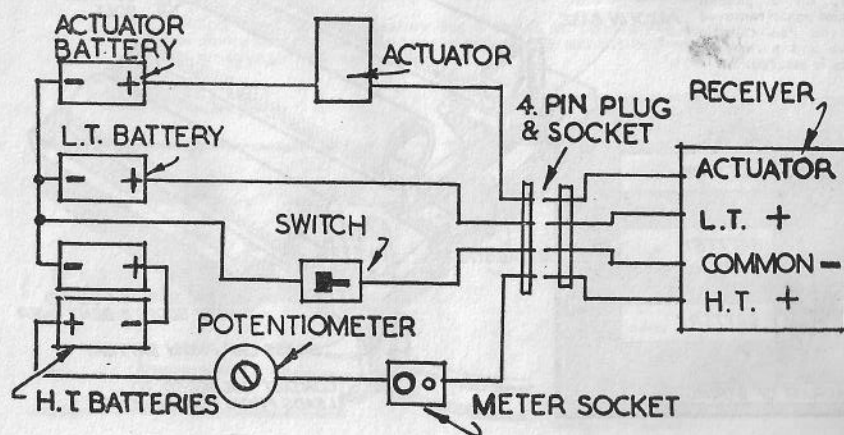 ACTUATOR
BATTERY
- +
ACTUATOR
4. PIN PLUG
& SOCKET
RECEIVER
L.T. BATTERY
- +
ACTUATOR
L.T. +
COMMON -
H.T. +
SWITCH
- +
+ -
POTENTIOMETER
H.T. BATTERIES
METER SOCKET